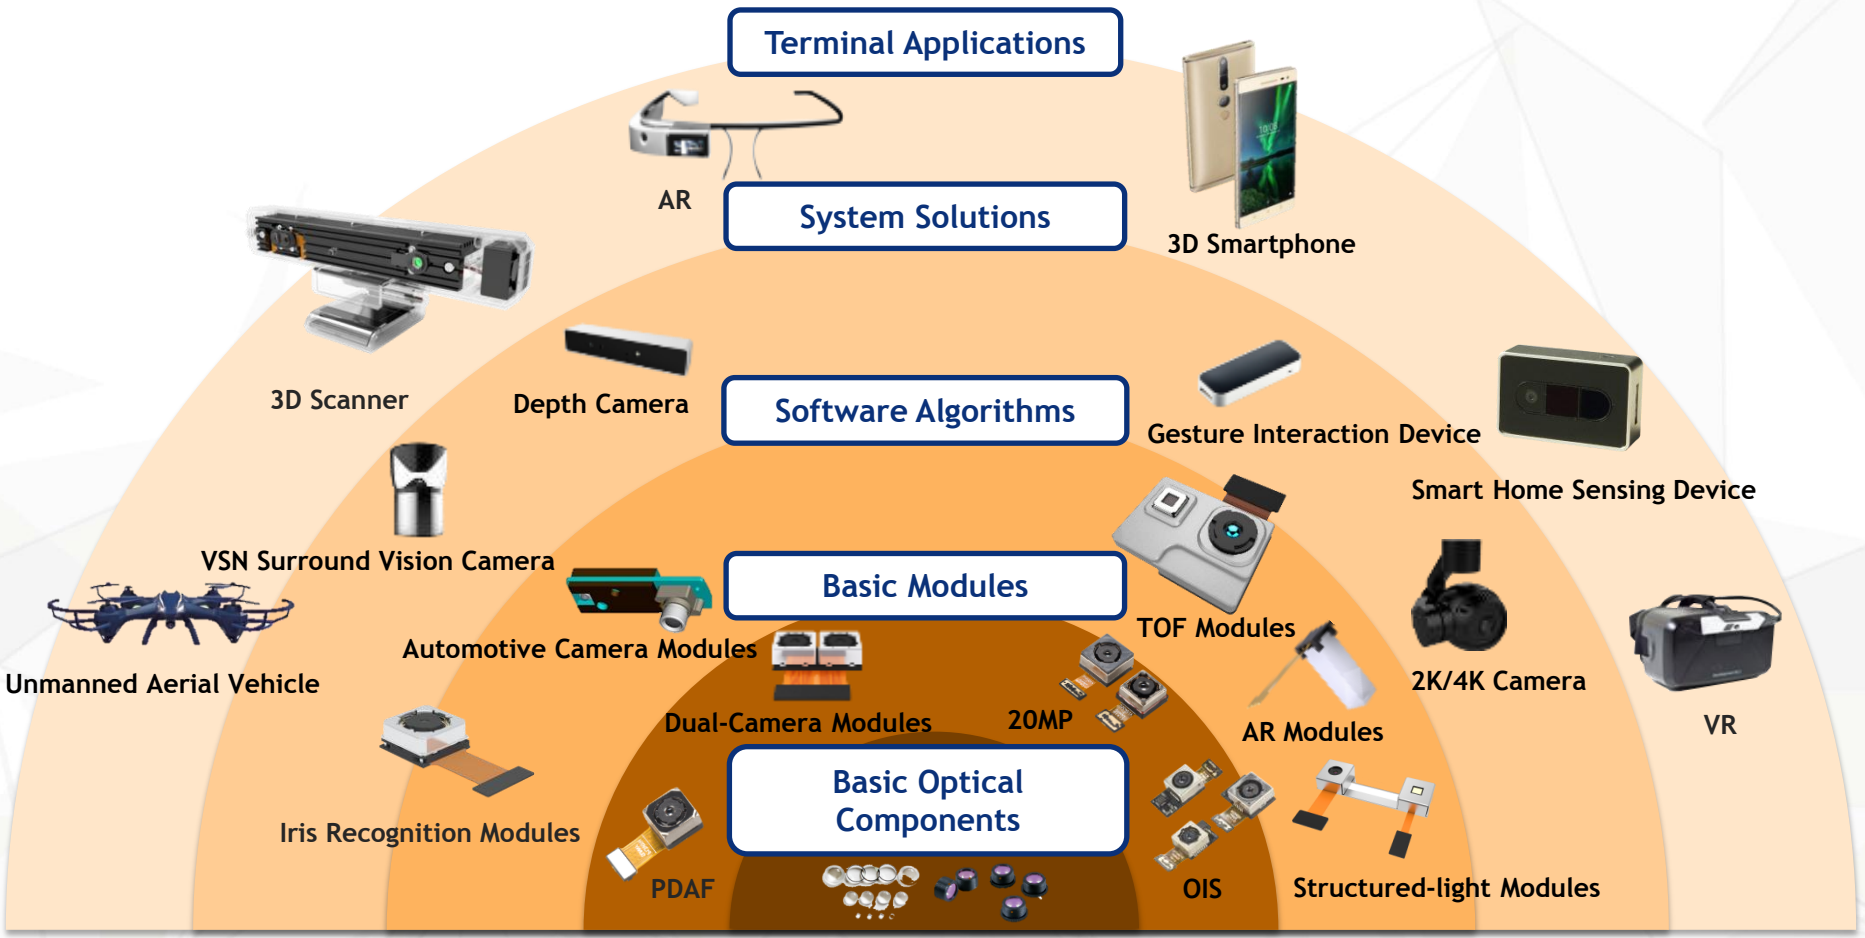 Terminal Applications
AR
System Solutions
3D Smartphone
3D Scanner
Depth Camera
Software Algorithms
Gesture Interaction Device
Smart Home Sensing Device
VSN Surround Vision Camera
Basic Modules
TOF Modules
Automotive Camera Modules
Unmanned Aerial Vehicle
2K/4K Camera
Dual-Camera Modules
20MP
AR Modules
VR
Basic Optical
Components
Iris Recognition Modules
PDAF
OIS
Structured-light Modules